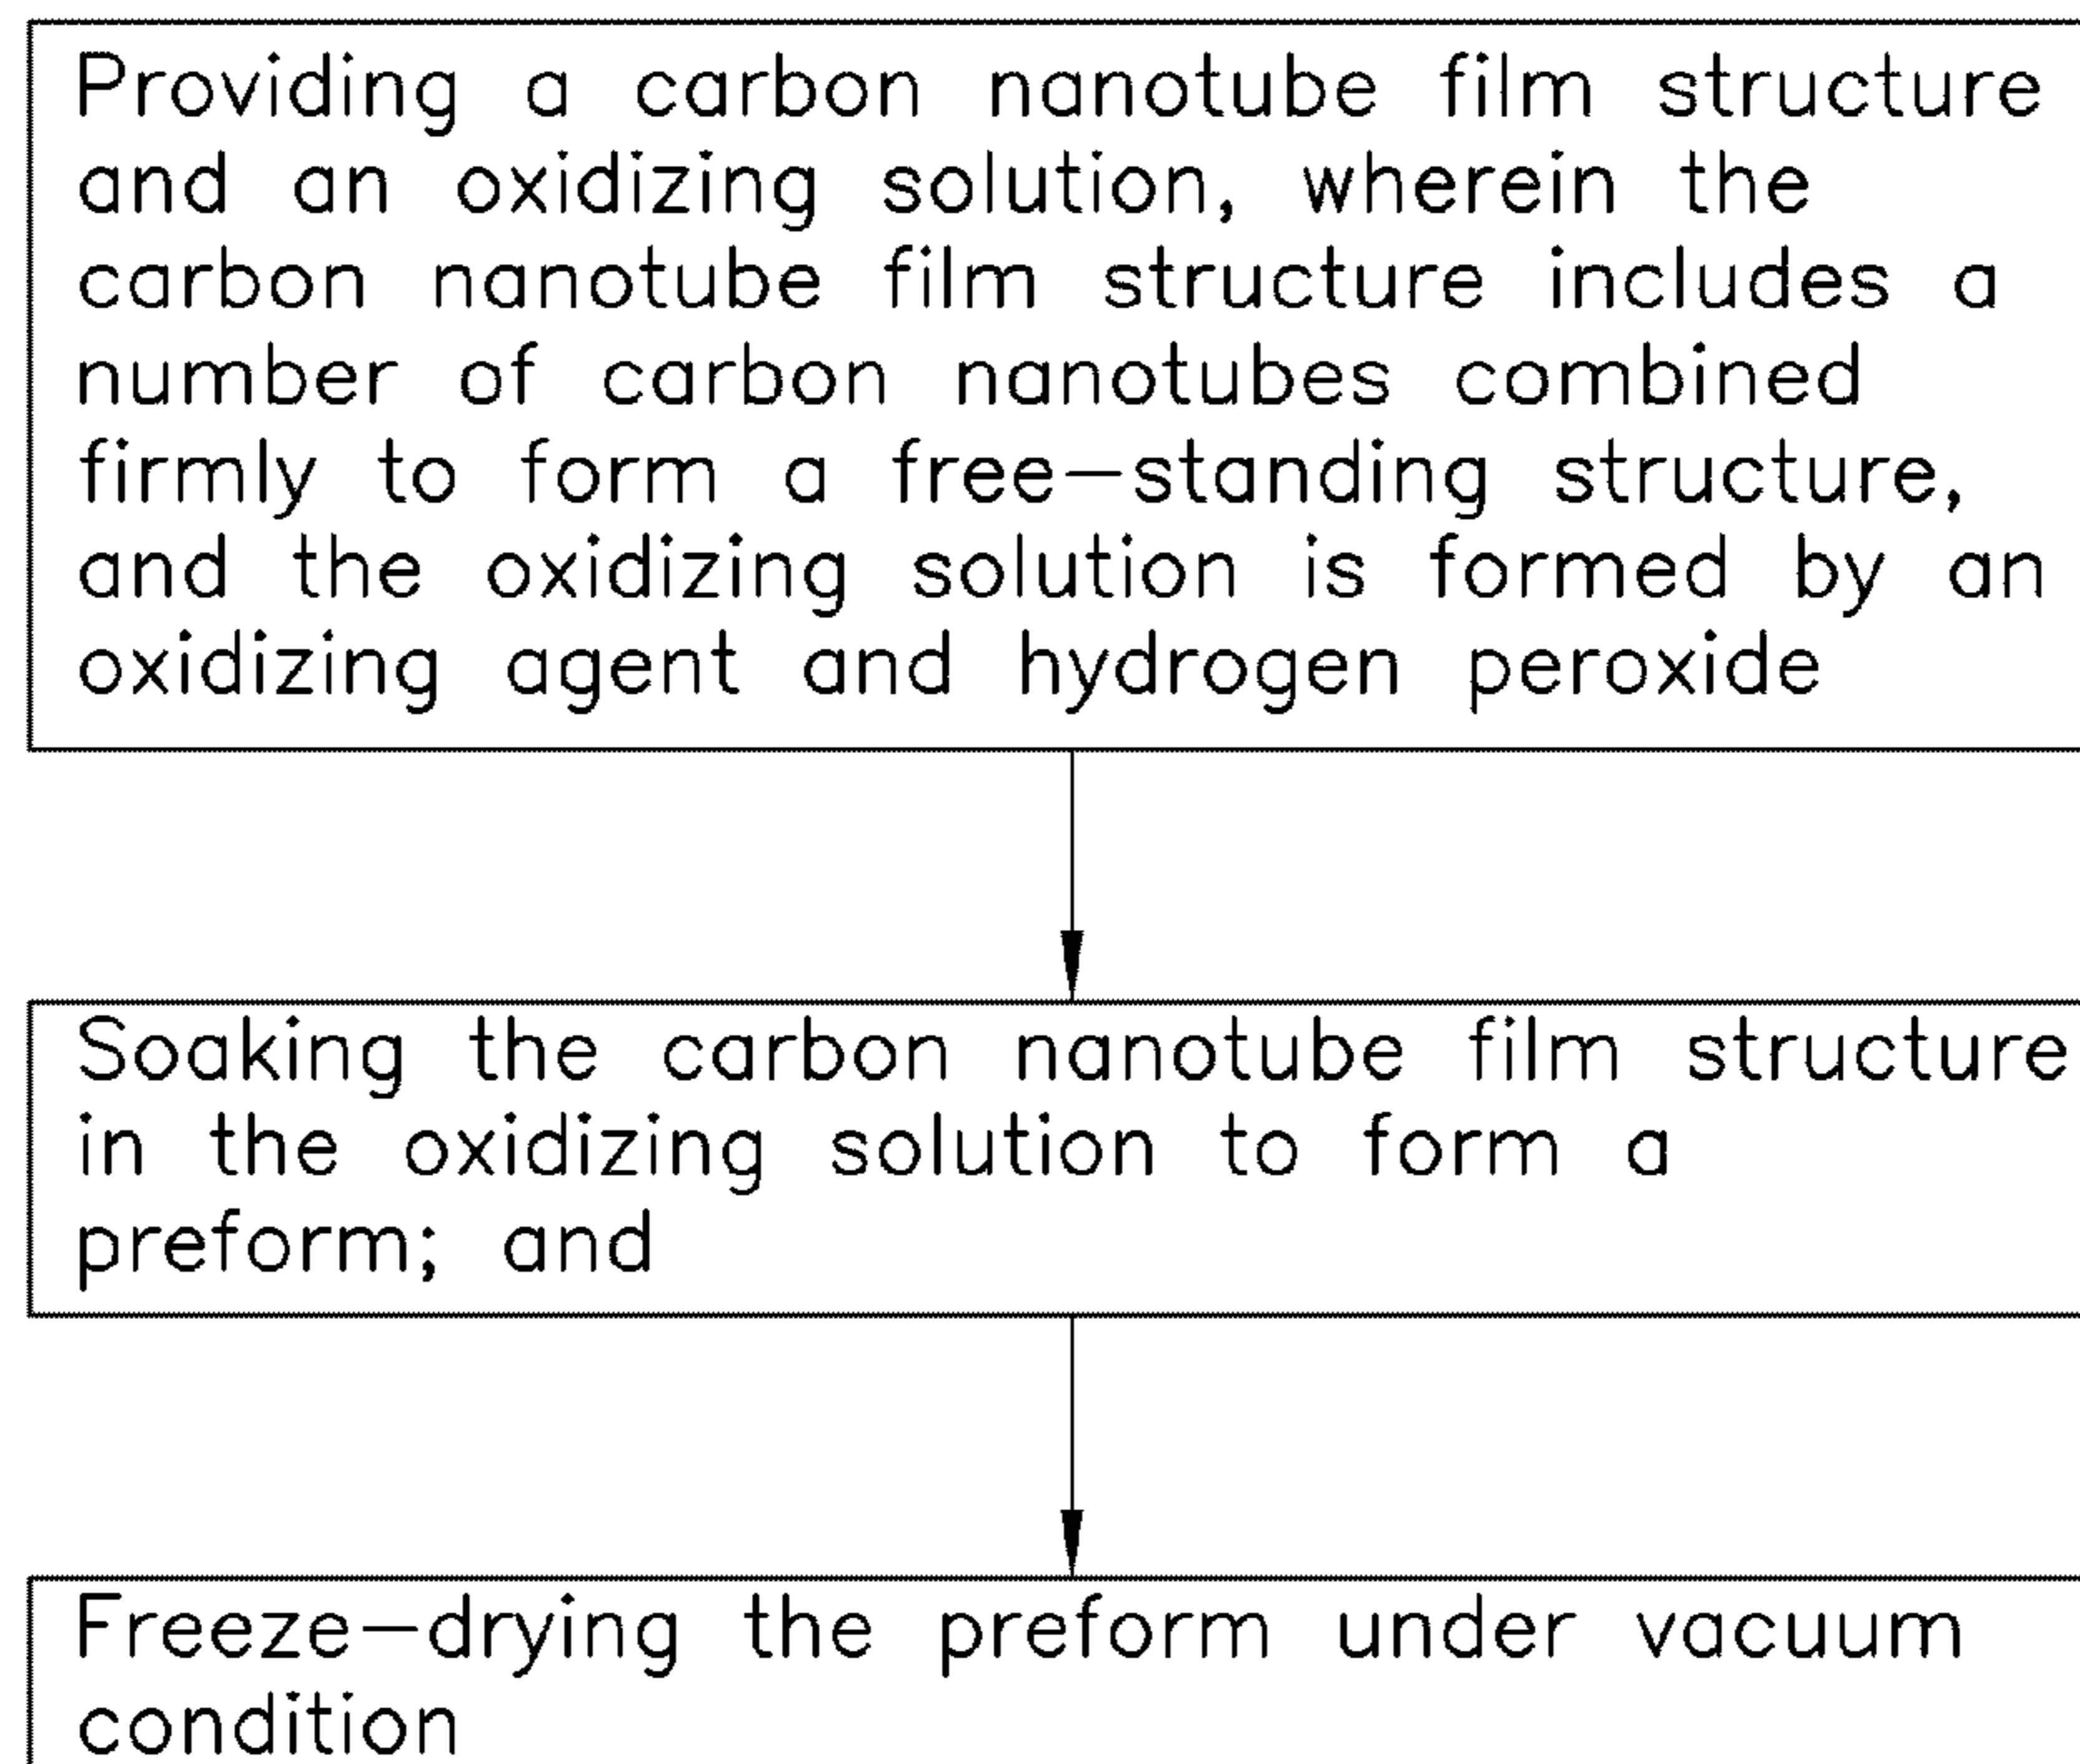 Providing a carbon nanotube film structure
and an oxidizing solution, wherein the
carbon nanotube film structure includes a
number of carbon nanotubes combined
firmly to form a free—standing structure,
and the oxidizing solution is formed by an
oxidizing agent and hydrogen peroxide
Soaking the carbon nanotube film structure
in the oxidizing solution to form a
preform; and
Freeze—drying the preform under vacuum
condition